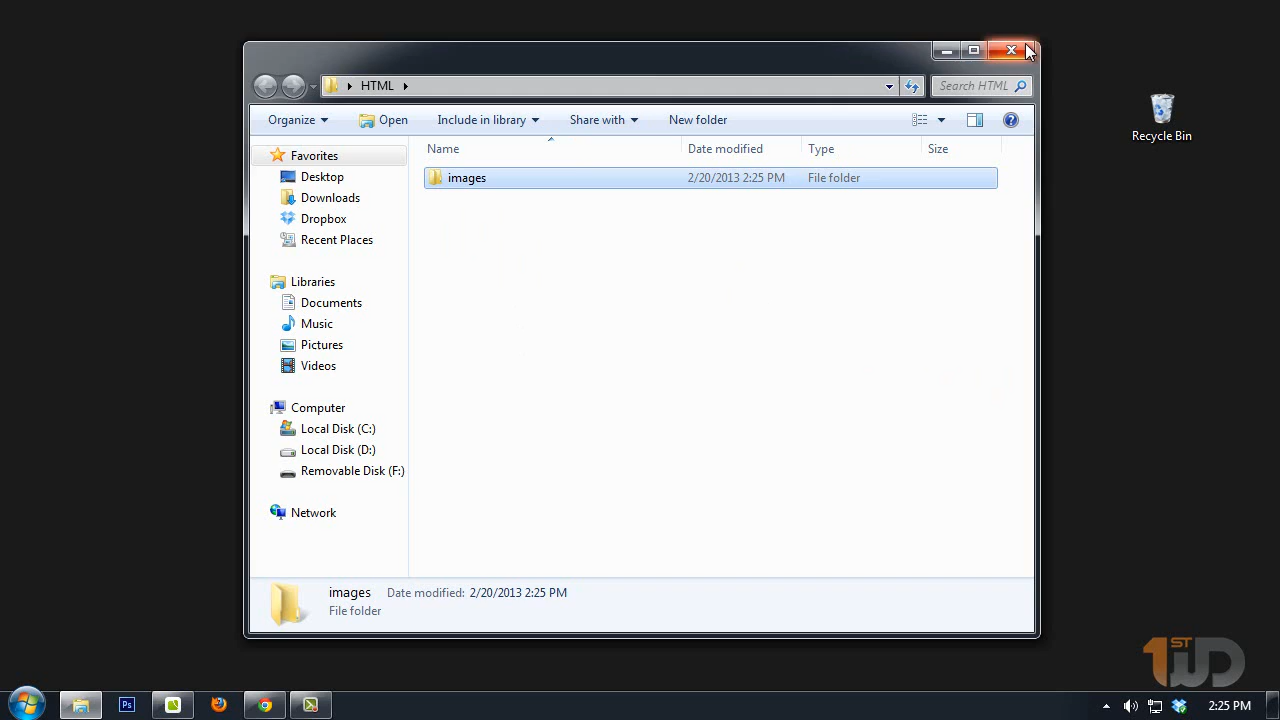 HTML
Search HTML
Organize
Open
Include in library
Share with
New folder
Name
Date modified
Type
Size
Favorites
Desktop
Downloads
Dropbox
Recent Places
Libraries
Documents
Music
Pictures
Videos
Computer
Local Disk (C:)
Local Disk (D:)
Removable Disk (F:)
Network
images 2/20/2013 2:25 PM File folder
images Date modified: 2/20/2013 2:25 PM
File folder
Recycle Bin
1ST WD
Ps
2:25 PM